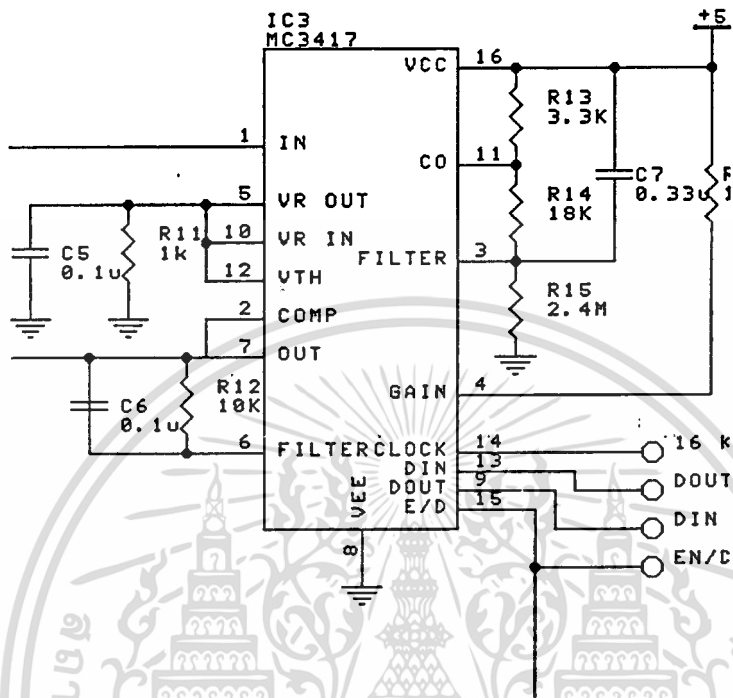 IC3
MC3417
+5
VCC
16
R13
3.3K
1
IN
CO
11
C7
0.33u
R14
18K
5
VR OUT
R11
1k
10
VR IN
C5
0.1u
12
VTH
FILTER
3
R15
2.4M
2
COMP
7
OUT
R12
10K
GAIN
4
C6
0.1u
6
FILTER
CLOCK
14
16 K
DIN
13
DOUT
DOUT
9
DIN
E/D
15
EN/
VEE
8